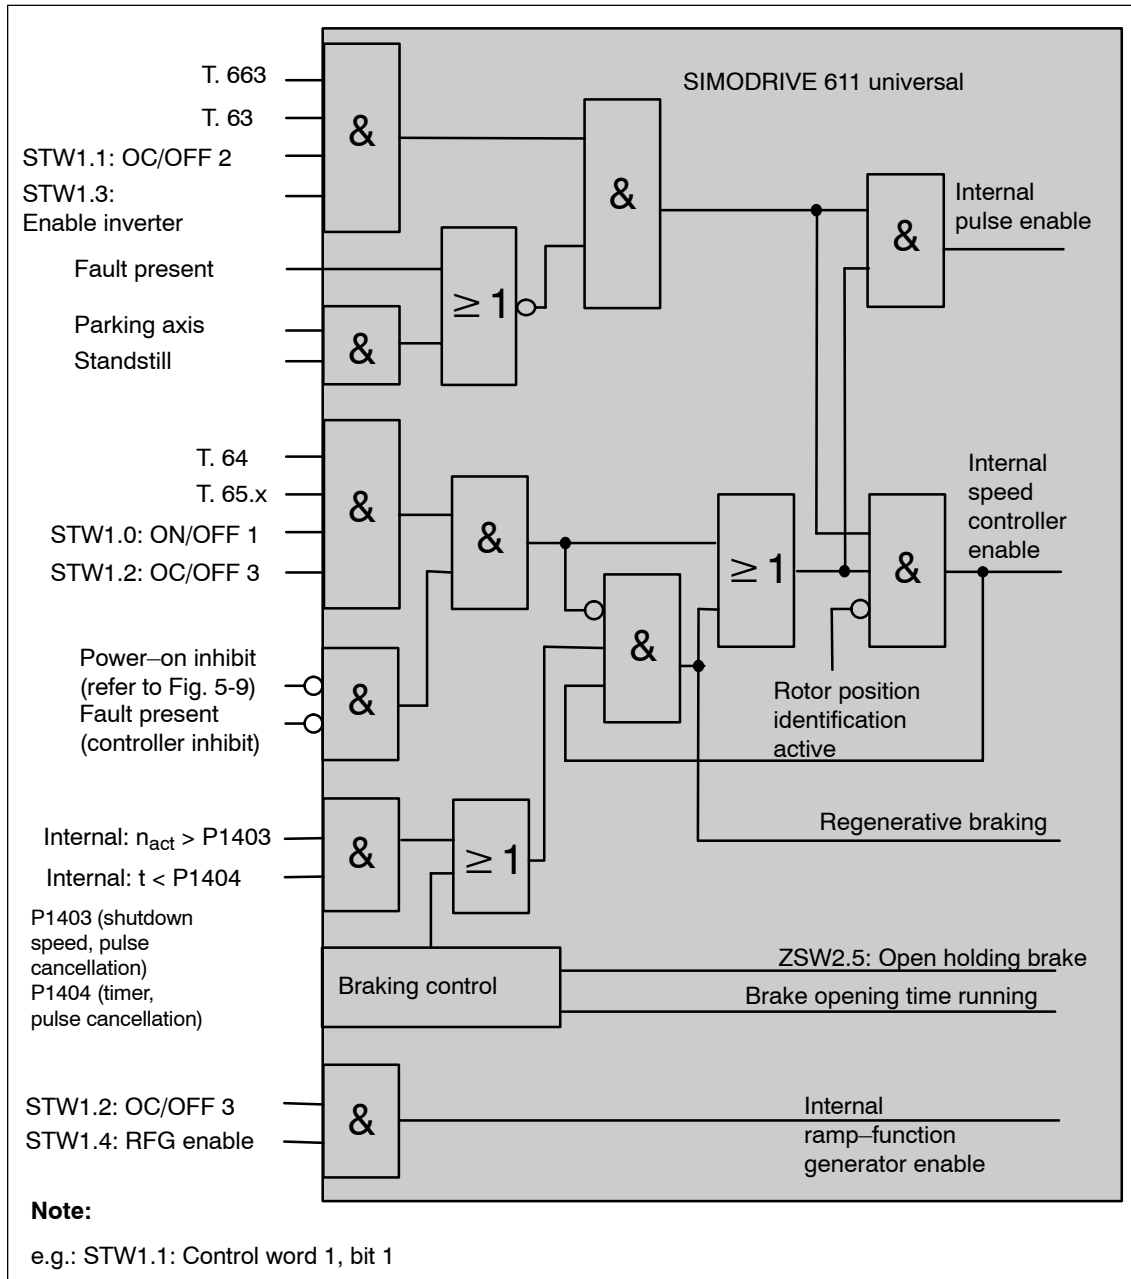 SIMODRIVE 611 universal
T. 663
T. 63
STW1.1: OC/OFF 2
STW1.3:
Enable inverter
&
&
&
Internal
pulse enable
Fault present
≥ 1
Parking axis
Standstill
&
T. 64
T. 65.x
STW1.0: ON/OFF 1
STW1.2: OC/OFF 3
&
&
≥ 1
&
&
Internal
speed
controller
enable
Power–on inhibit
(refer to Fig. 5-9)
Fault present
(controller inhibit)
&
Rotor position
identification
active
Internal: nact > P1403
Internal: t < P1404
&
≥ 1
Regenerative braking
P1403 (shutdown
speed, pulse
cancellation)
P1404 (timer,
pulse cancellation)
Braking control
ZSW2.5: Open holding brake
Brake opening time running
STW1.2: OC/OFF 3
STW1.4: RFG enable
&
Internal
ramp–function
generator enable
Note:
e.g.: STW1.1: Control word 1, bit 1